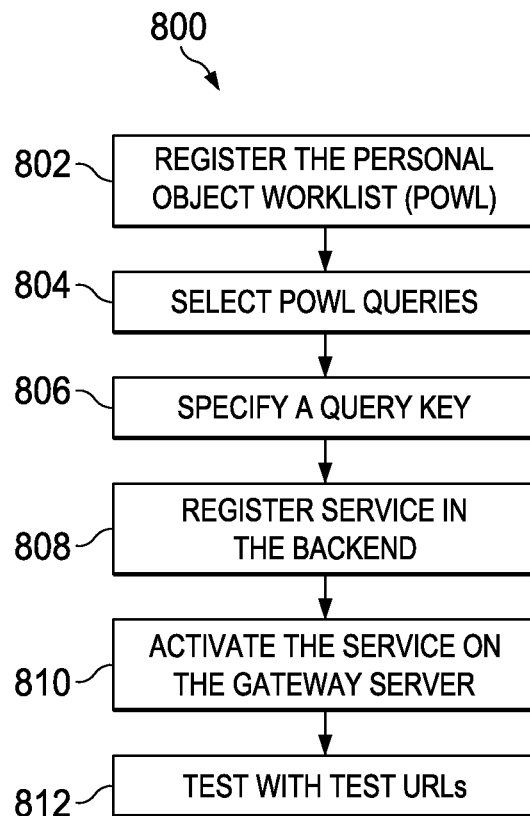 800
802
REGISTER THE PERSONAL
OBJECT WORKLIST (POWL)
804
SELECT POWL QUERIES
806
SPECIFY A QUERY KEY
808
REGISTER SERVICE IN
THE BACKEND
810
ACTIVATE THE SERVICE ON
THE GATEWAY SERVER
812
TEST WITH TEST URLs